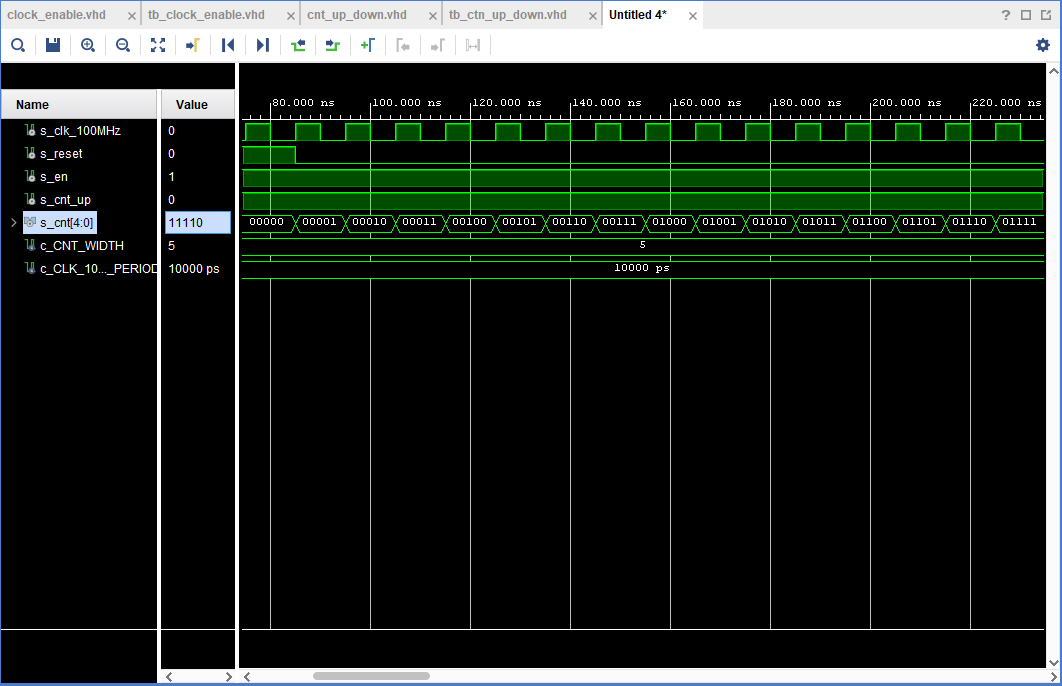 clock_enable.vhd × tb_clock_enable.vhd × cnt_up_down.vhd × tb_ctn_up_down.vhd × Untitled 4* × ?
Name Value
80.000 ns 100.000 ns 120.000 ns 140.000 ns 160.000 ns 180.000 ns 200.000 ns 220.000 ns
s_clk_100MHz 0
s_reset 0
s_en 1
s_cnt_up 0
s_cnt[4:0] 11110 00000 00001 00010 00011 00100 00101 00110 00111 01000 01001 01010 01011 01100 01101 01110 01111
c_CNT_WIDTH 5 5
c_CLK_10..._PERIOD 10000 ps 10000 ps